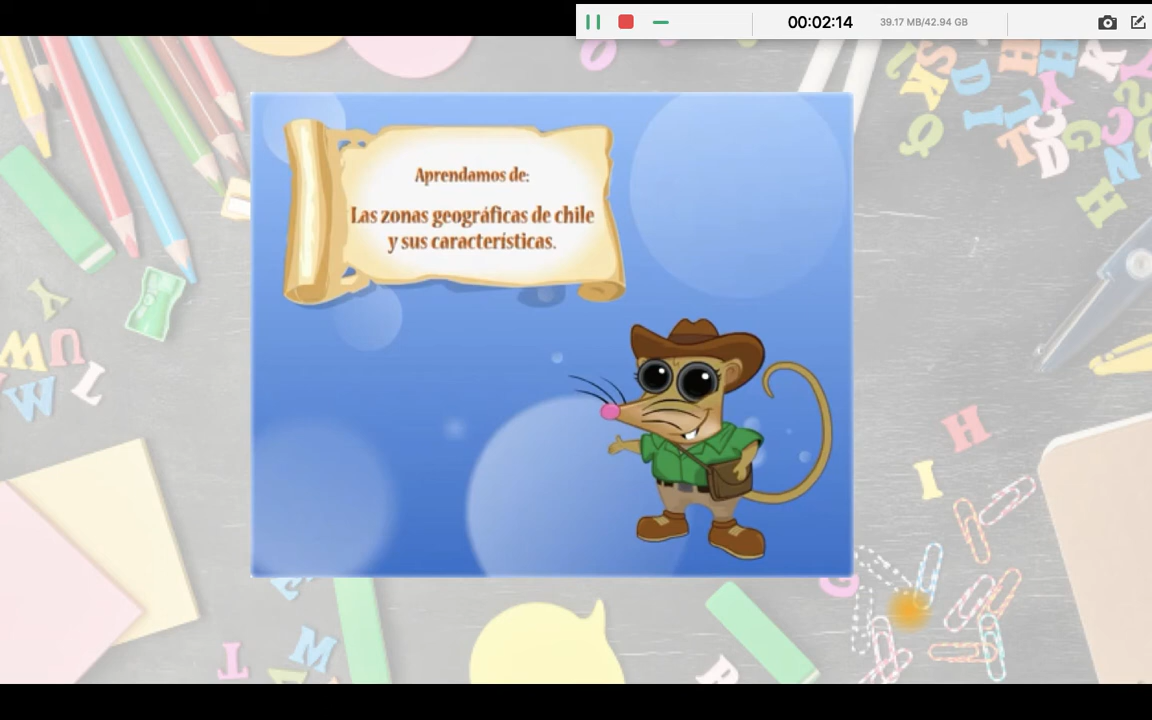 00:02:14
39.17 MB/42.94 GB
Aprendamos de:
Las zonas geográficas de chile
y sus características.